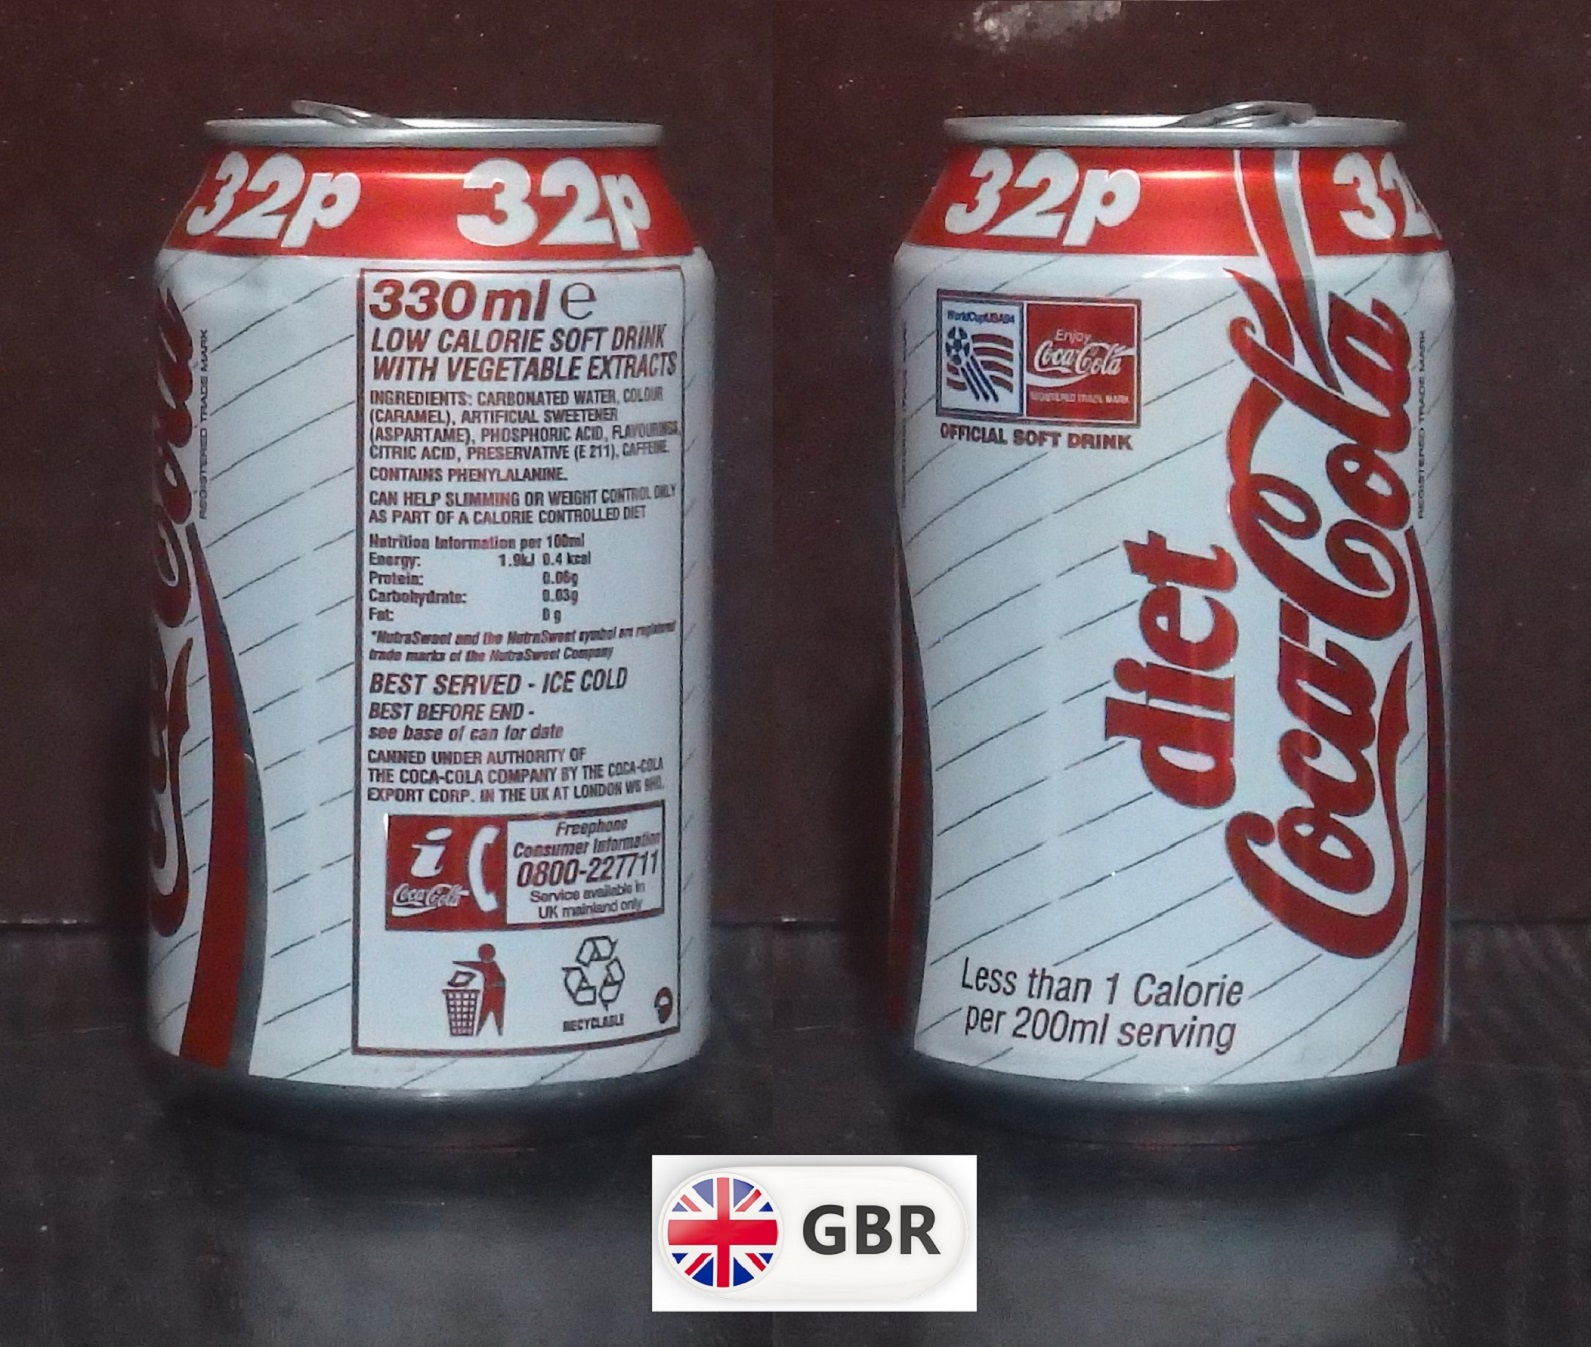 32p 32p
Coca-Cola
REGISTERED TRADE MARK
330 ml e
LOW CALORIE SOFT DRINK
WITH VEGETABLE EXTRACTS
INGREDIENTS: CARBONATED WATER, COLOUR
(CARAMEL), ARTIFICIAL SWEETENER
(ASPARTAME), PHOSPHORIC ACID, FLAVOURINGS,
CITRIC ACID, PRESERVATIVE (E 211), CAFFEINE.
CONTAINS PHENYLALANINE.
CAN HELP SLIMMING OR WEIGHT CONTROL ONLY
AS PART OF A CALORIE CONTROLLED DIET
Nutrition Information per 100ml
Energy: 1.9kJ 0.4 kcal
Protein: 0.06g
Carbohydrate: 0.03g
Fat: 0 g
*NutraSweet and the NutraSweet symbol are registered
trade marks of the NutraSweet Company
BEST SERVED - ICE COLD
BEST BEFORE END -
see base of can for date
CANNED UNDER AUTHORITY OF
THE COCA-COLA COMPANY BY THE COCA-COLA
EXPORT CORP. IN THE UK AT LONDON W6 9HQ.
i
Coca-Cola
Freephone
Consumer Information
0800-227711
Service available in
UK mainland only
RECYCLABLE
32p 32
WorldCupUSA94
Enjoy
Coca-Cola
REGISTERED TRADE MARK
OFFICIAL SOFT DRINK
diet
Coca-Cola
REGISTERED TRADE MARK
Less than 1 Calorie
per 200ml serving
GBR